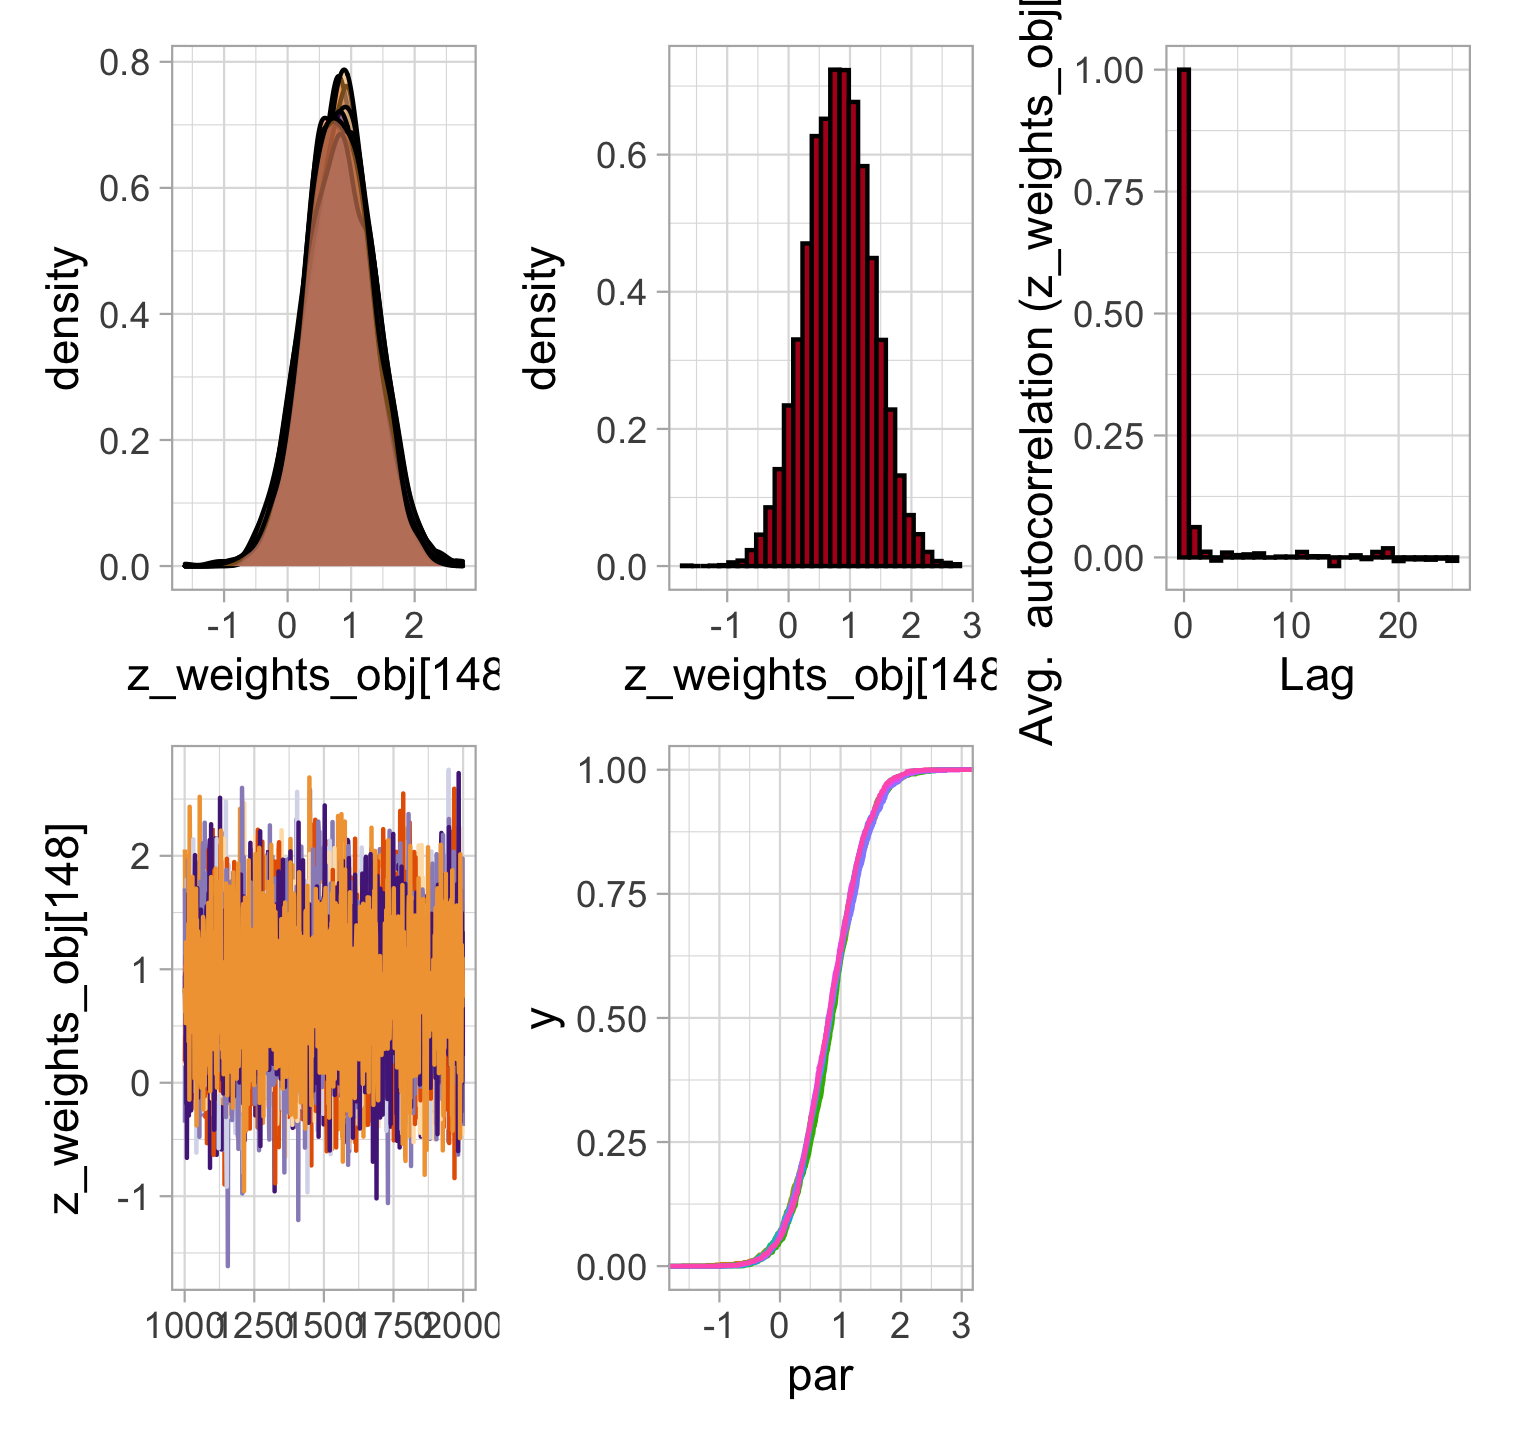 0.8
0.6
0.4
0.2
0.0
density
-1 0 1 2
z_weights_obj[148
0.6
0.4
0.2
0.0
density
-1 0 1 2 3
z_weights_obj[148
1.00
0.75
0.50
0.25
0.00
Avg. autocorrelation (z_weights_obj[
0 10 20
Lag
2
1
0
-1
z_weights_obj[148]
1000 1250 1500 1750 2000
1.00
0.75
0.50
0.25
0.00
y
-1 0 1 2 3
par